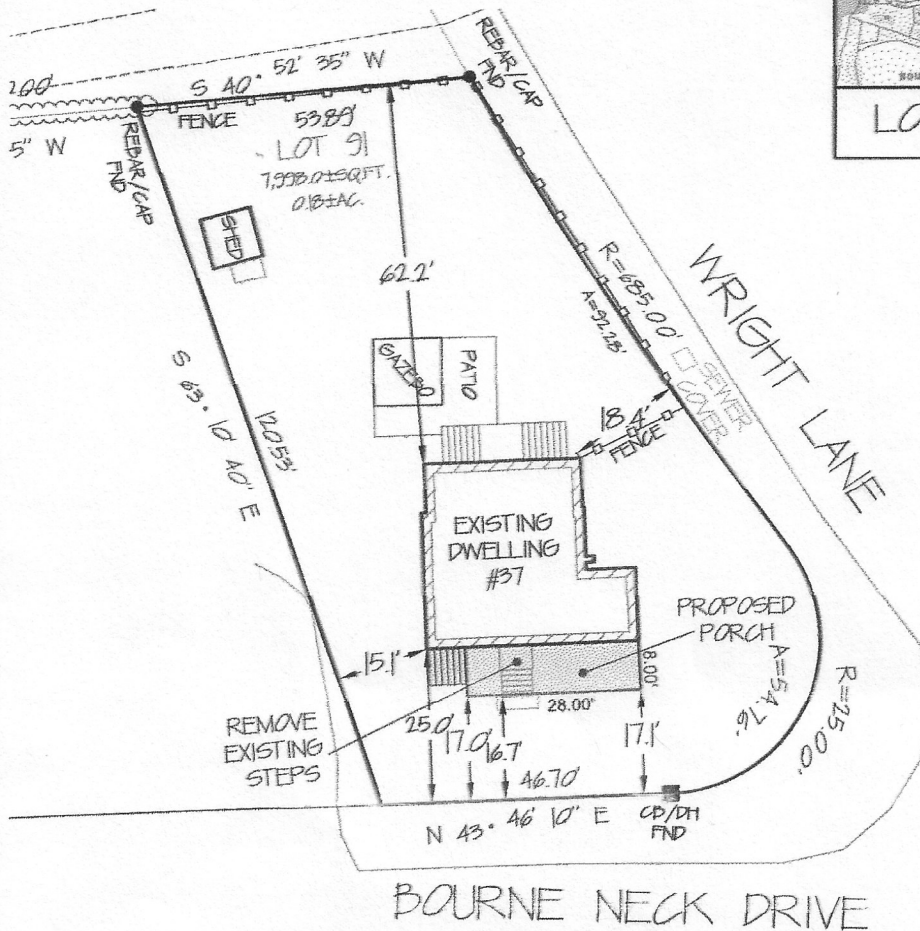 200'
5" W
S 40° 52' 35" W
REBAR/CAP
FND
REBAR/CAP
FND
FENCE
53.89'
LOT 91
7,998.0±SQ.FT.
0.18±AC.
SHED
62.2'
R=685.00'
A=92.28'
WRIGHT LANE
SEWER
COVER
GAZEBO
PATIO
18.4'
FENCE
S 63° 10' 40" E
120.53'
EXISTING
DWELLING
#37
PROPOSED
PORCH
15.1'
8.00'
28.00'
A=54.76'
R=25.00'
REMOVE
EXISTING
STEPS
25.0'
17.0'
16.7'
17.1'
46.70'
N 43° 46' 10" E
CB/DH
FND
BOURNE NECK DRIVE
LO